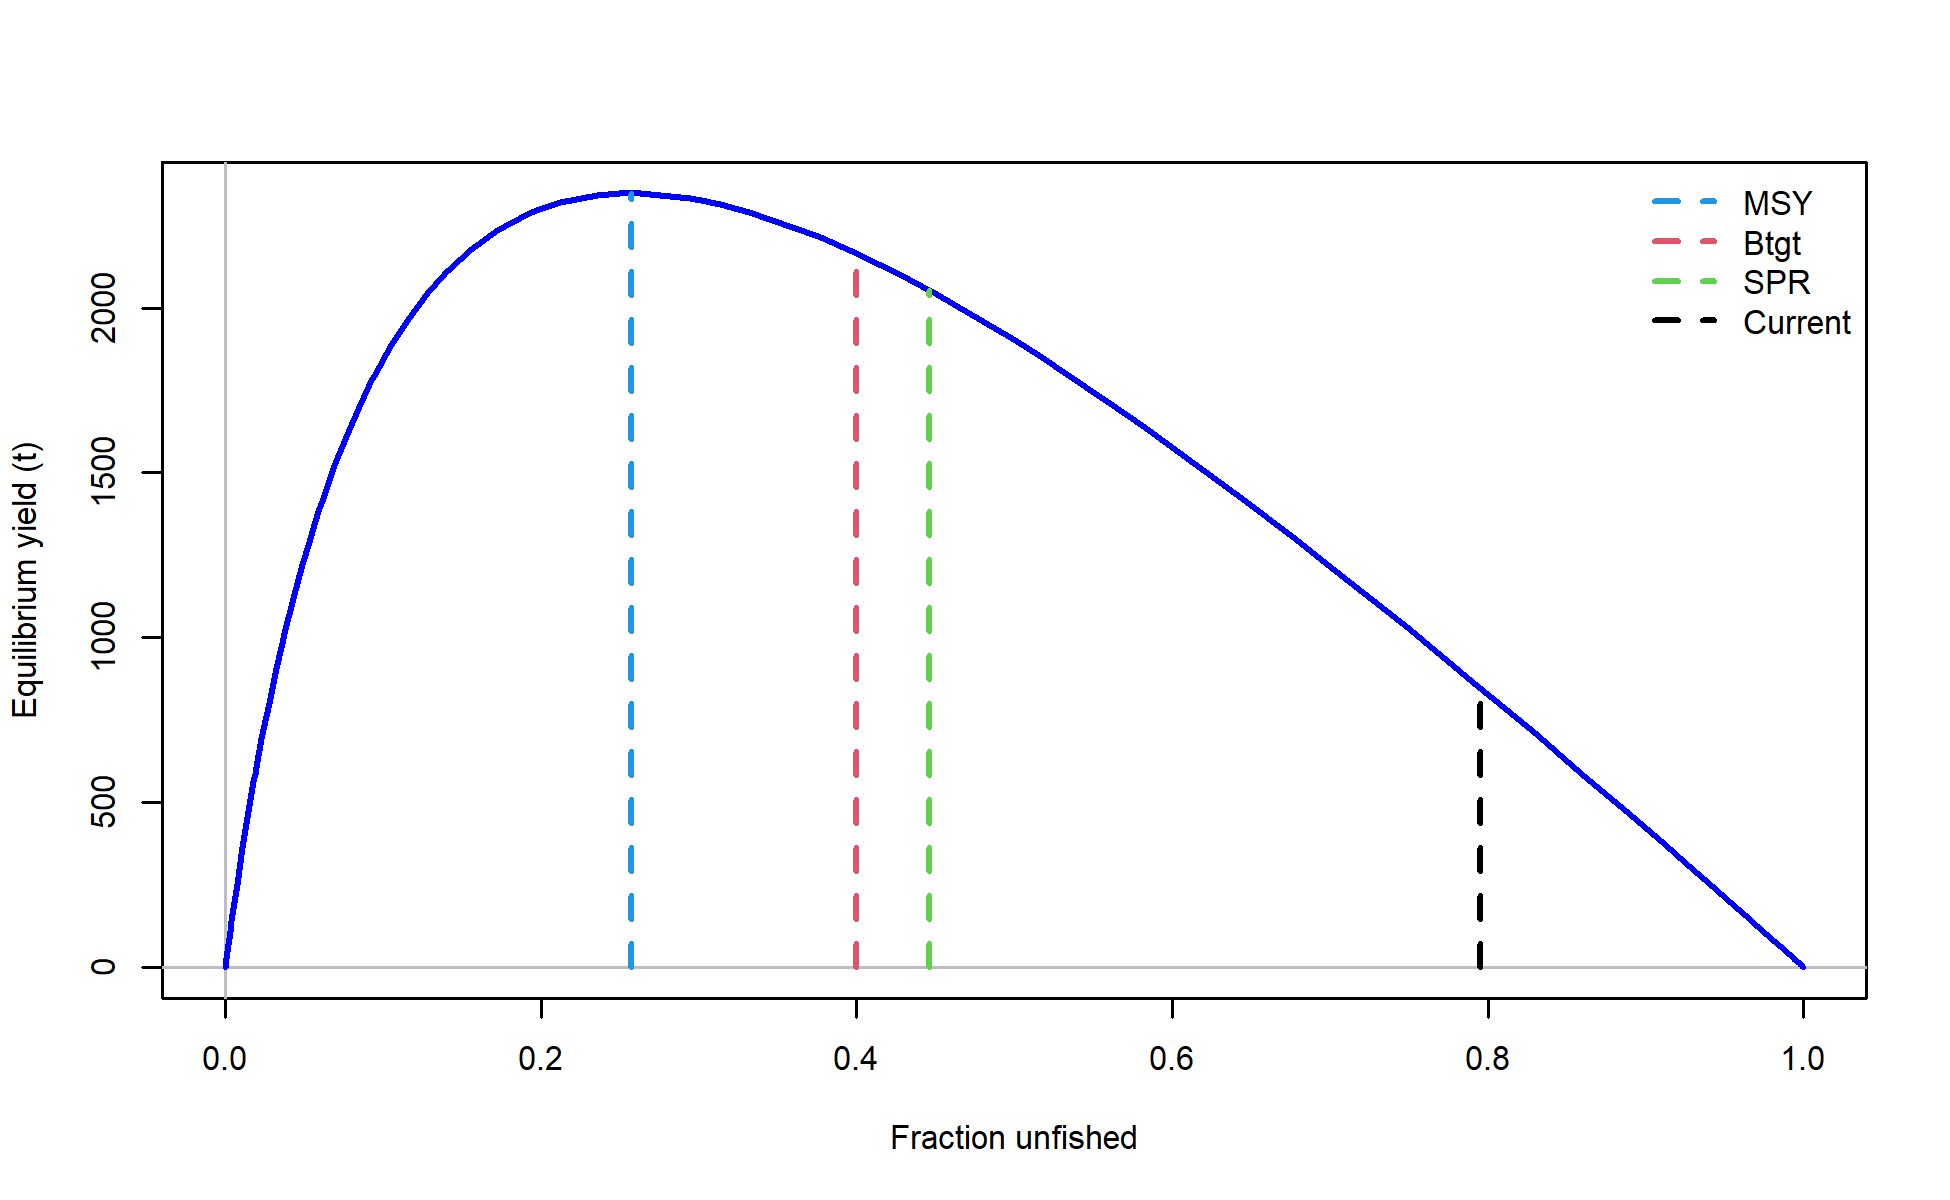 MSY
Btgt
SPR
Current
Equilibrium yield (t)
2000
1500
1000
500
0
0.0 0.2 0.4 0.6 0.8 1.0
Fraction unfished